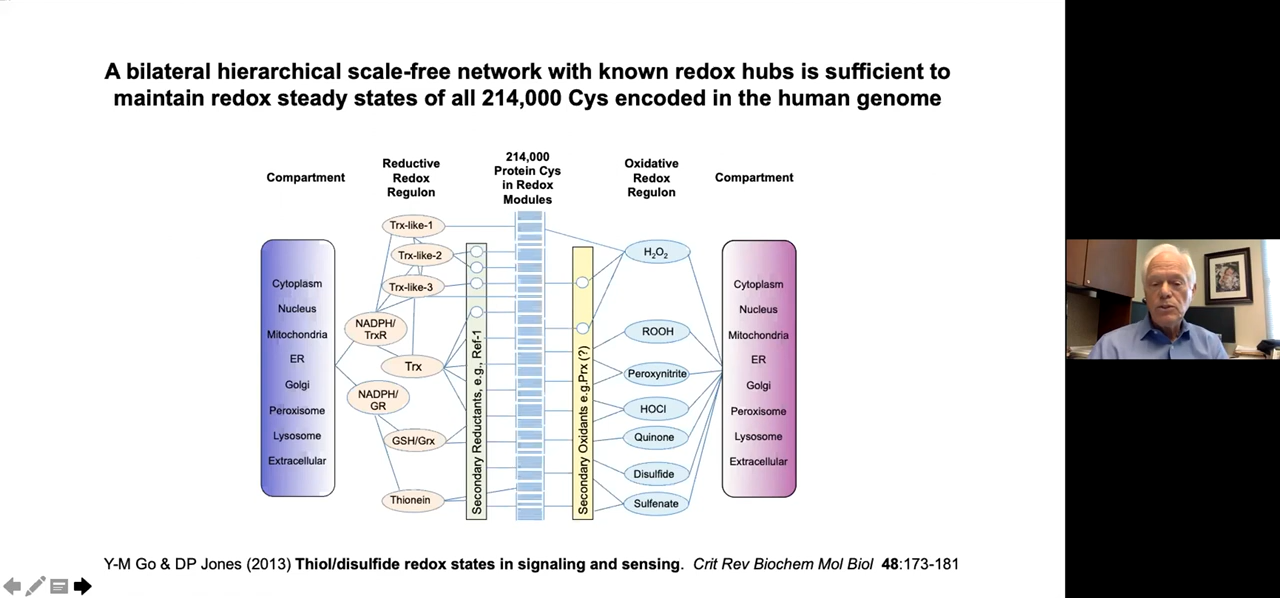 A bilateral hierarchical scale-free network with known redox hubs is sufficient to
maintain redox steady states of all 214,000 Cys encoded in the human genome
Compartment
Reductive
Redox
Regulon
214,000
Protein Cys
in Redox
Modules
Oxidative
Redox
Regulon
Compartment
Cytoplasm
Nucleus
Mitochondria
ER
Golgi
Peroxisome
Lysosome
Extracellular
Trx-like-1
Trx-like-2
Trx-like-3
NADPH/
TrxR
Trx
NADPH/
GR
GSH/Grx
Thionein
Secondary Reductants, e.g., Ref-1
Secondary Oxidants e.g.Prx (?)
H₂O₂
ROOH
Peroxynitrite
HOCl
Quinone
Disulfide
Sulfenate
Cytoplasm
Nucleus
Mitochondria
ER
Golgi
Peroxisome
Lysosome
Extracellular
Y-M Go & DP Jones (2013) Thiol/disulfide redox states in signaling and sensing. Crit Rev Biochem Mol Biol 48:173-181